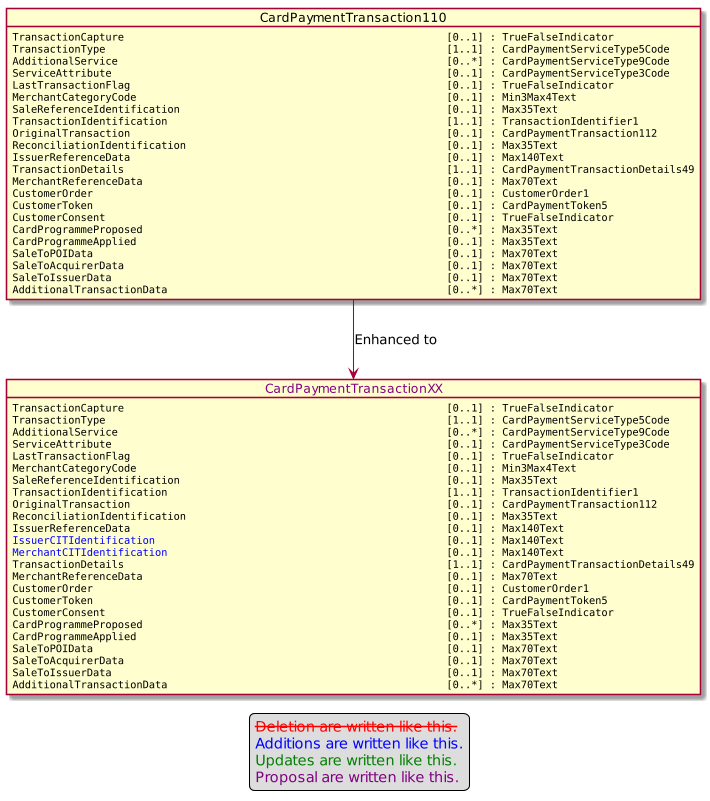 CardPaymentTransaction110
TransactionCapture [0..1] : TrueFalseIndicator
TransactionType [1..1] : CardPaymentServiceType5Code
AdditionalService [0..*] : CardPaymentServiceType9Code
ServiceAttribute [0..1] : CardPaymentServiceType3Code
LastTransactionFlag [0..1] : TrueFalseIndicator
MerchantCategoryCode [0..1] : Min3Max4Text
SaleReferenceIdentification [0..1] : Max35Text
TransactionIdentification [1..1] : TransactionIdentifier1
OriginalTransaction [0..1] : CardPaymentTransaction112
ReconciliationIdentification [0..1] : Max35Text
IssuerReferenceData [0..1] : Max140Text
TransactionDetails [1..1] : CardPaymentTransactionDetails49
MerchantReferenceData [0..1] : Max70Text
CustomerOrder [0..1] : CustomerOrder1
CustomerToken [0..1] : CardPaymentToken5
CustomerConsent [0..1] : TrueFalseIndicator
CardProgrammeProposed [0..*] : Max35Text
CardProgrammeApplied [0..1] : Max35Text
SaleToPOIData [0..1] : Max70Text
SaleToAcquirerData [0..1] : Max70Text
SaleToIssuerData [0..1] : Max70Text
AdditionalTransactionData [0..*] : Max70Text
Enhanced to
CardPaymentTransactionXX
TransactionCapture [0..1] : TrueFalseIndicator
TransactionType [1..1] : CardPaymentServiceType5Code
AdditionalService [0..*] : CardPaymentServiceType9Code
ServiceAttribute [0..1] : CardPaymentServiceType3Code
LastTransactionFlag [0..1] : TrueFalseIndicator
MerchantCategoryCode [0..1] : Min3Max4Text
SaleReferenceIdentification [0..1] : Max35Text
TransactionIdentification [1..1] : TransactionIdentifier1
OriginalTransaction [0..1] : CardPaymentTransaction112
ReconciliationIdentification [0..1] : Max35Text
IssuerReferenceData [0..1] : Max140Text
IssuerCITIdentification [0..1] : Max140Text
MerchantCITIdentification [0..1] : Max140Text
TransactionDetails [1..1] : CardPaymentTransactionDetails49
MerchantReferenceData [0..1] : Max70Text
CustomerOrder [0..1] : CustomerOrder1
CustomerToken [0..1] : CardPaymentToken5
CustomerConsent [0..1] : TrueFalseIndicator
CardProgrammeProposed [0..*] : Max35Text
CardProgrammeApplied [0..1] : Max35Text
SaleToPOIData [0..1] : Max70Text
SaleToAcquirerData [0..1] : Max70Text
SaleToIssuerData [0..1] : Max70Text
AdditionalTransactionData [0..*] : Max70Text
Deletion are written like this.
Additions are written like this.
Updates are written like this.
Proposal are written like this.